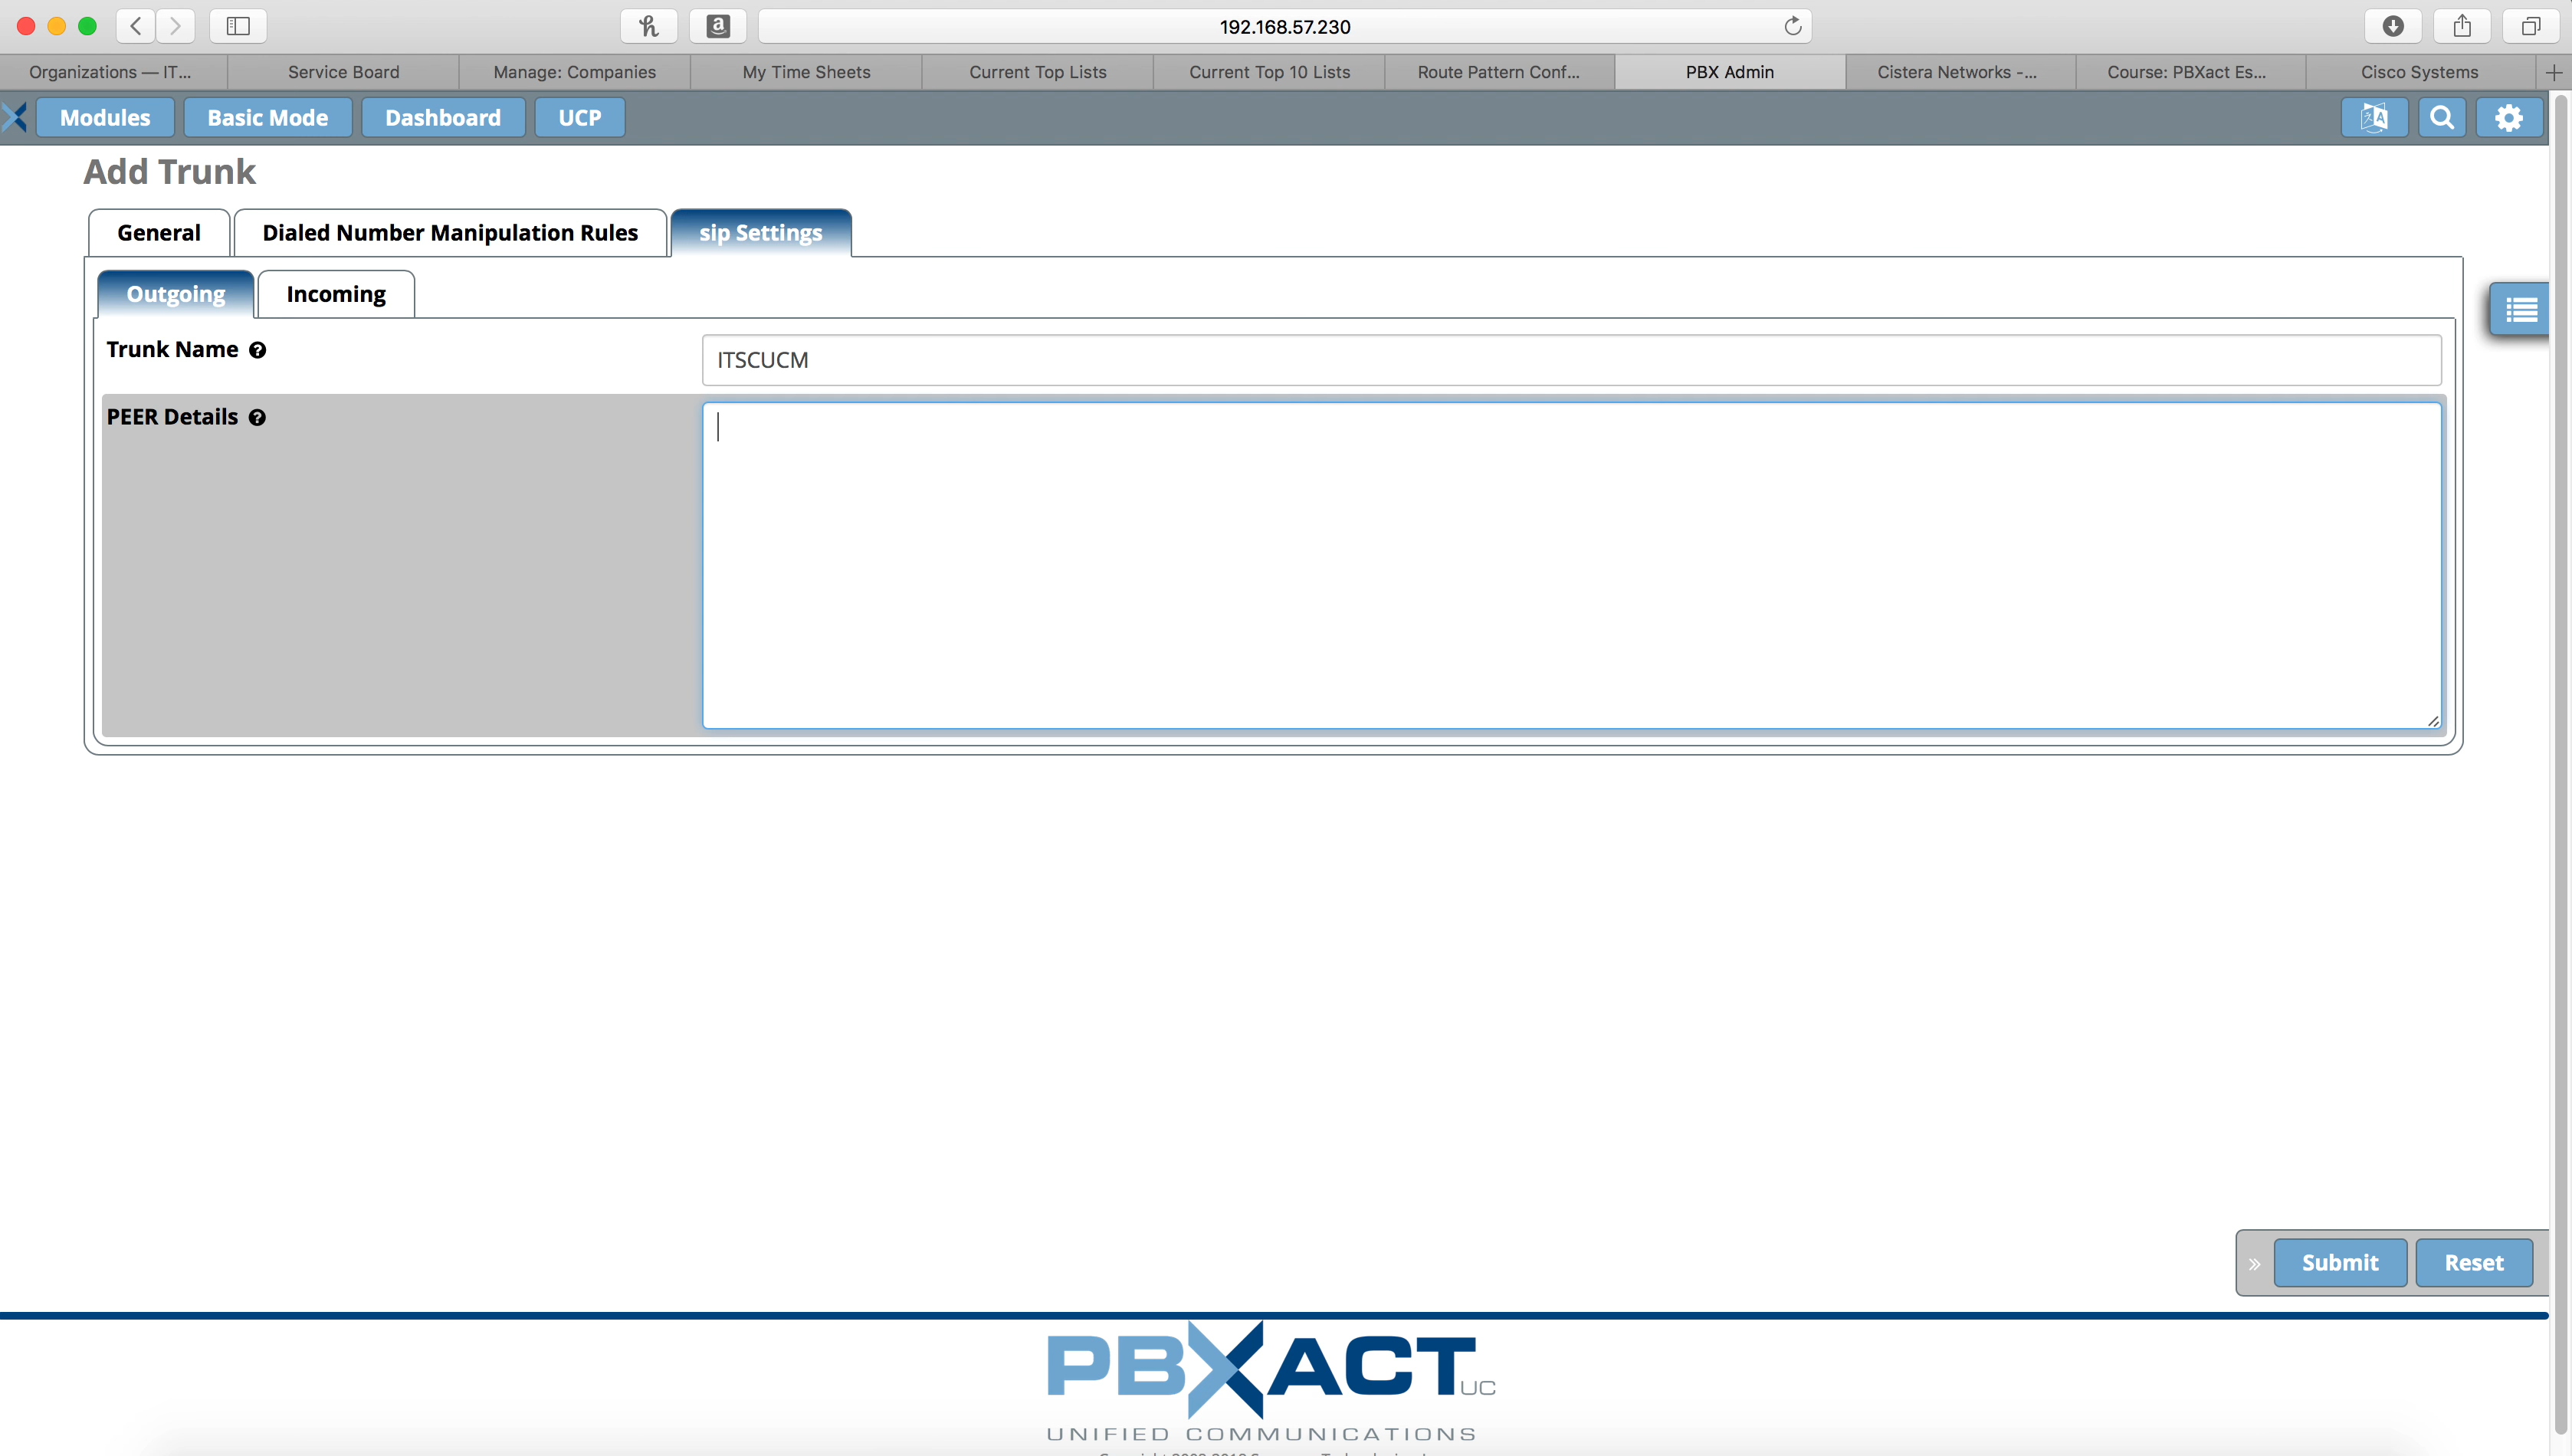 192.168.57.230
Organizations — IT...
Service Board
Manage: Companies
My Time Sheets
Current Top Lists
Current Top 10 Lists
Route Pattern Conf...
PBX Admin
Cistera Networks -...
Course: PBXact Es...
Cisco Systems
Modules
Basic Mode
Dashboard
UCP
Add Trunk
General
Dialed Number Manipulation Rules
sip Settings
Outgoing
Incoming
Trunk Name
ITSCUCM
PEER Details
Submit
Reset
PBXACT UC
UNIFIED COMMUNICATIONS